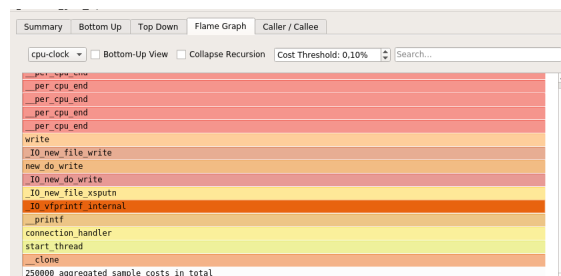 Summary Bottom Up Top Down Flame Graph Caller / Callee
cpu-clock Bottom-Up View Collapse Recursion Cost Threshold: 0,10% Search...
__per_cpu_end
__per_cpu_end
__per_cpu_end
__per_cpu_end
__per_cpu_end
write
_IO_new_file_write
new_do_write
_IO_new_do_write
_IO_new_file_xsputn
_IO_vfprintf_internal
__printf
connection_handler
start_thread
__clone
250000 aggregated sample costs in total